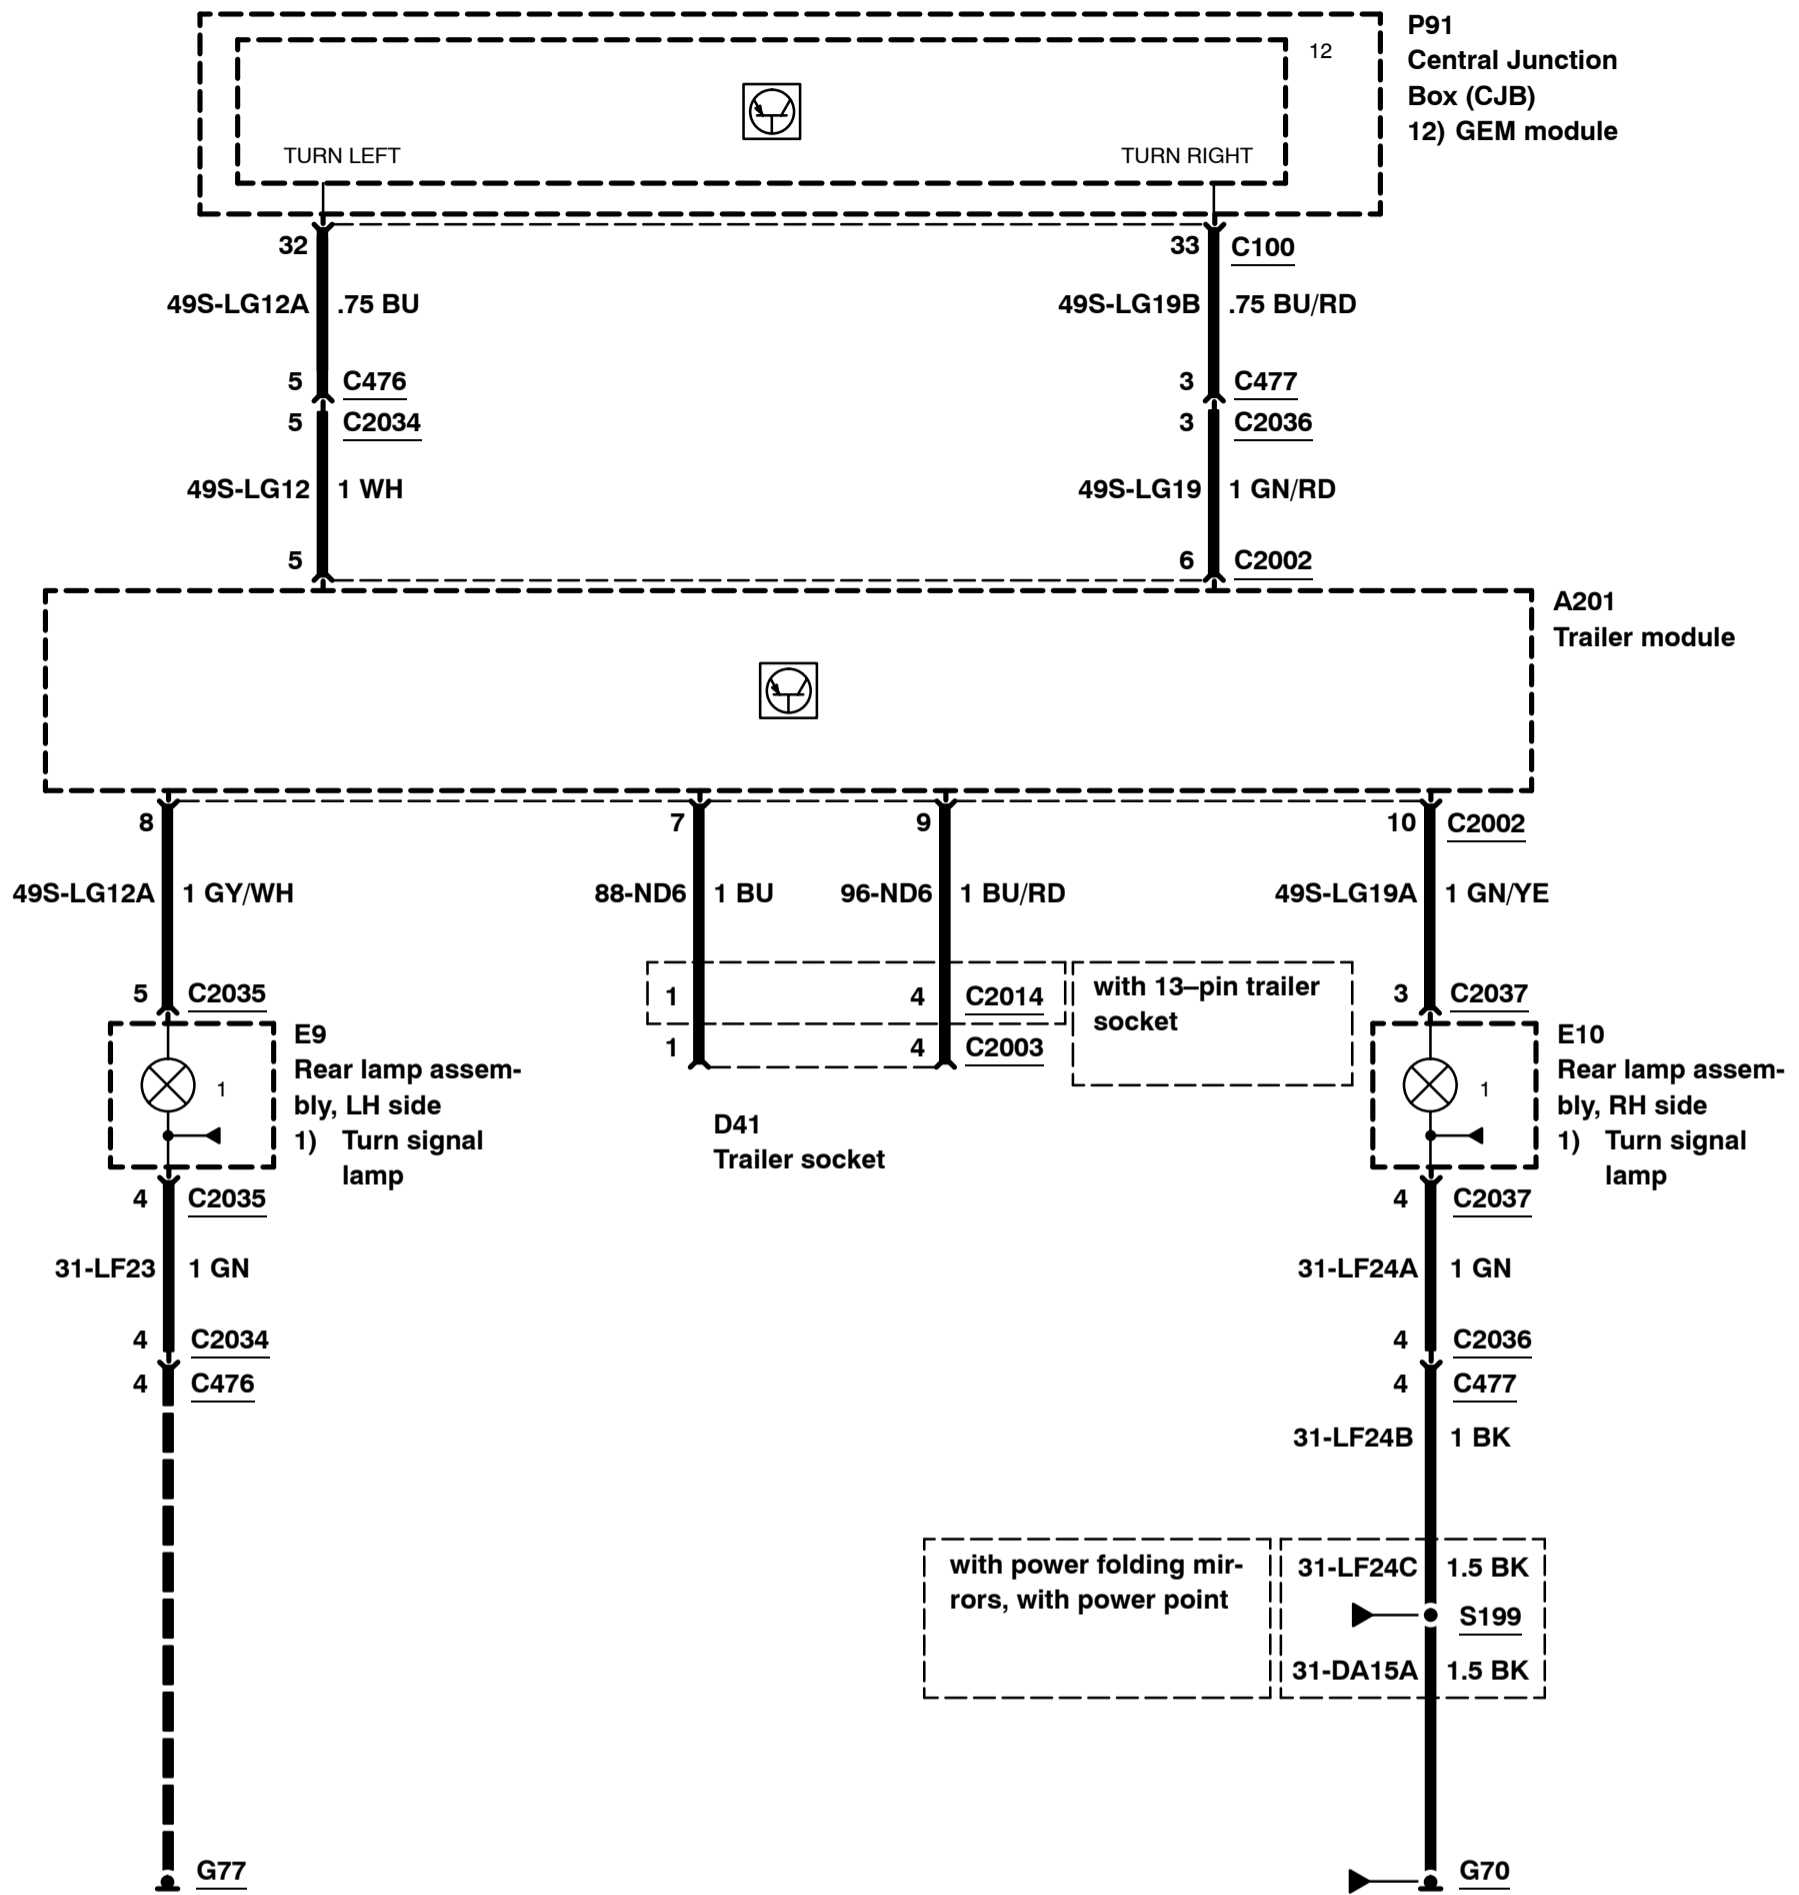 P91
Central Junction
Box (CJB)
12) GEM module
12
TURN LEFT
TURN RIGHT
32
33
C100
49S-LG12A
.75 BU
49S-LG19B
.75 BU/RD
5
C476
3
C477
5
C2034
3
C2036
49S-LG12
1 WH
49S-LG19
1 GN/RD
5
6
C2002
A201
Trailer module
8
7
9
10
C2002
49S-LG12A
1 GY/WH
88-ND6
1 BU
96-ND6
1 BU/RD
49S-LG19A
1 GN/YE
5
C2035
1
4
C2014
with 13–pin trailer
socket
3
C2037
1
4
C2003
E9
Rear lamp assem-
bly, LH side
1) Turn signal
lamp
1
D41
Trailer socket
E10
Rear lamp assem-
bly, RH side
1) Turn signal
lamp
1
4
C2035
4
C2037
31-LF23
1 GN
31-LF24A
1 GN
4
C2034
4
C2036
4
C476
4
C477
31-LF24B
1 BK
with power folding mir-
rors, with power point
31-LF24C
1.5 BK
S199
31-DA15A
1.5 BK
G77
G70